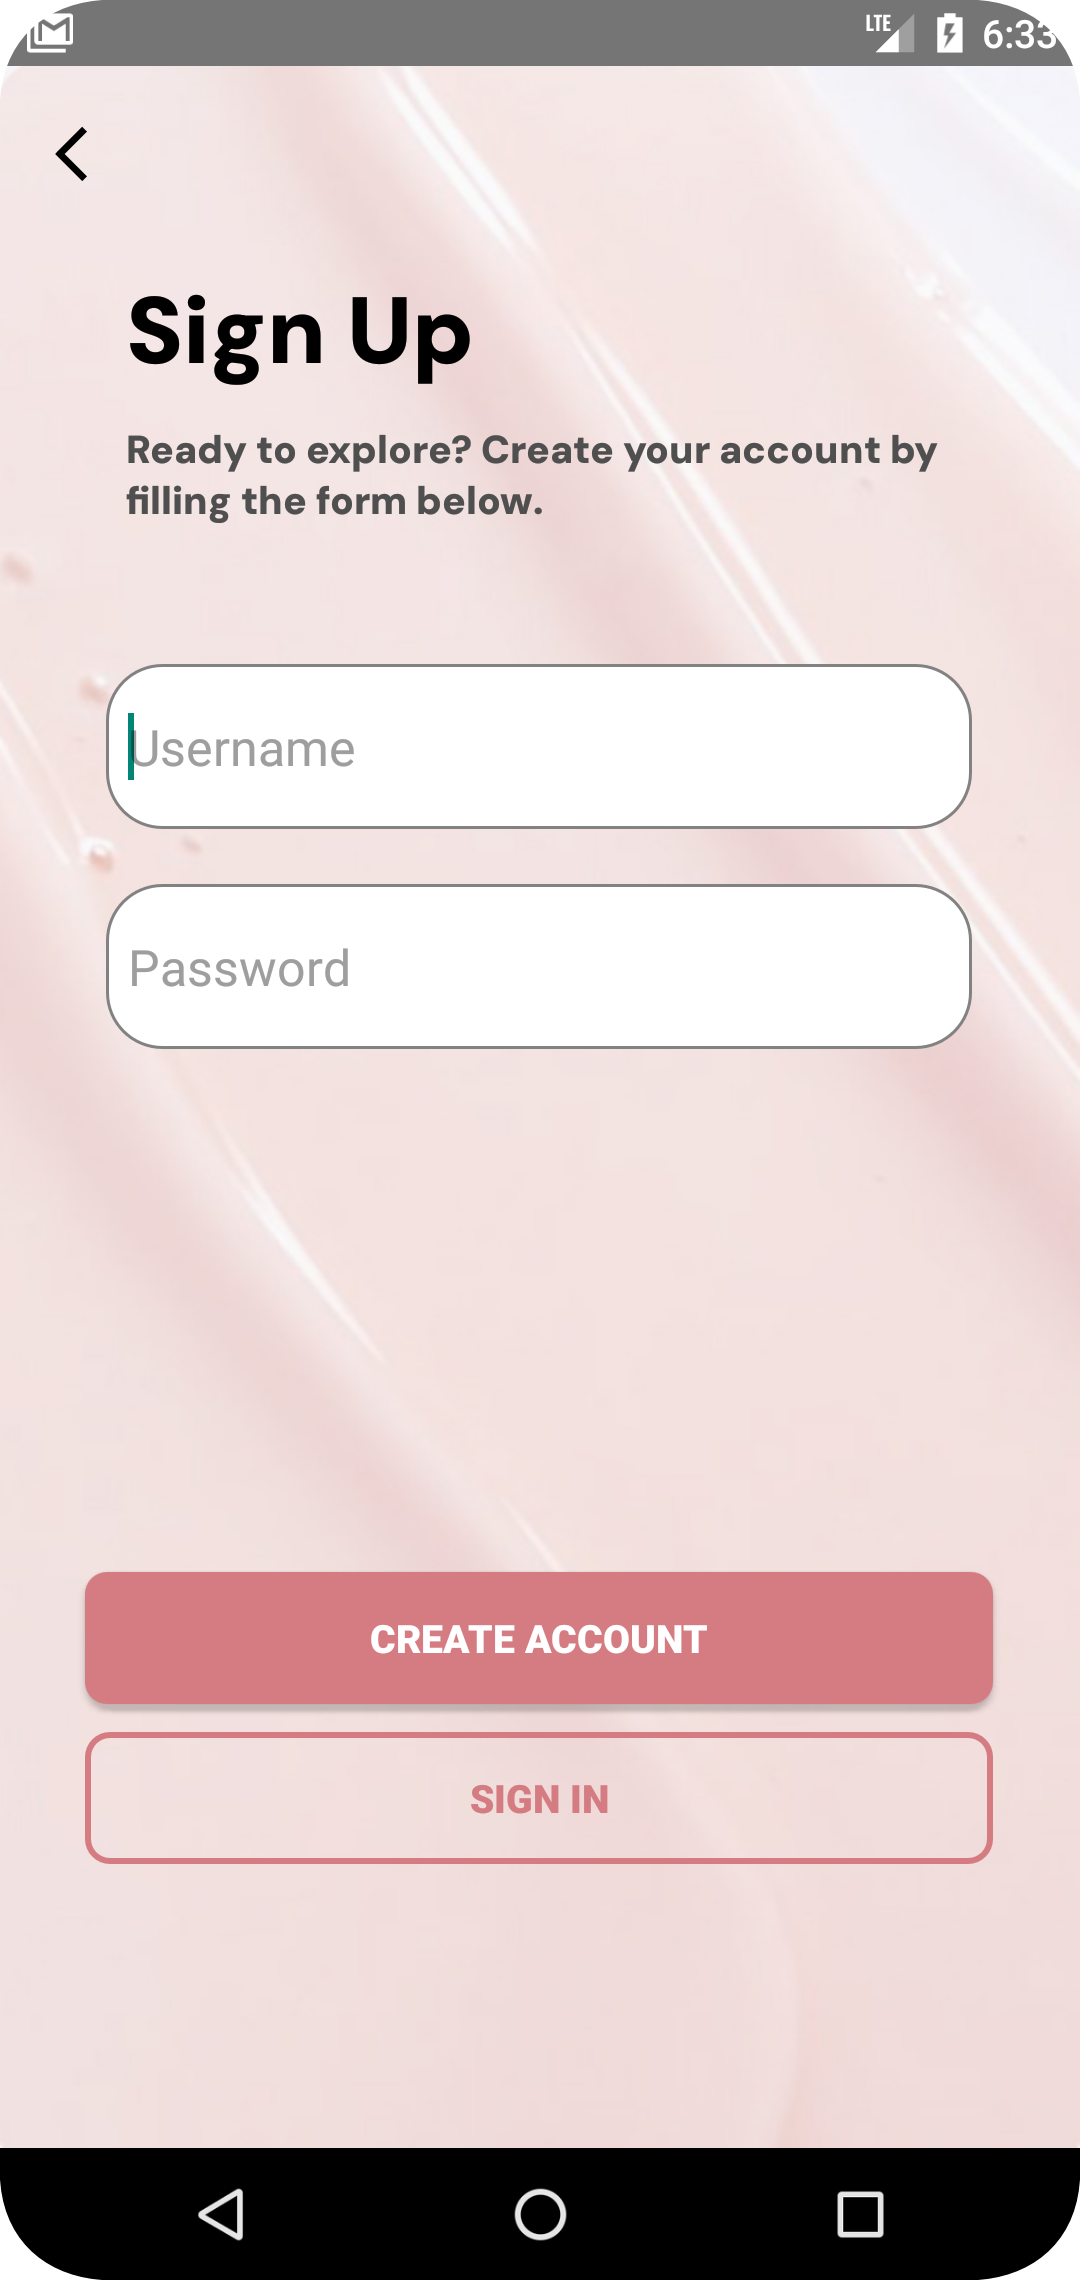 LTE 6:33
Sign Up
Ready to explore? Create your account by
filling the form below.
Username
Password
CREATE ACCOUNT
SIGN IN